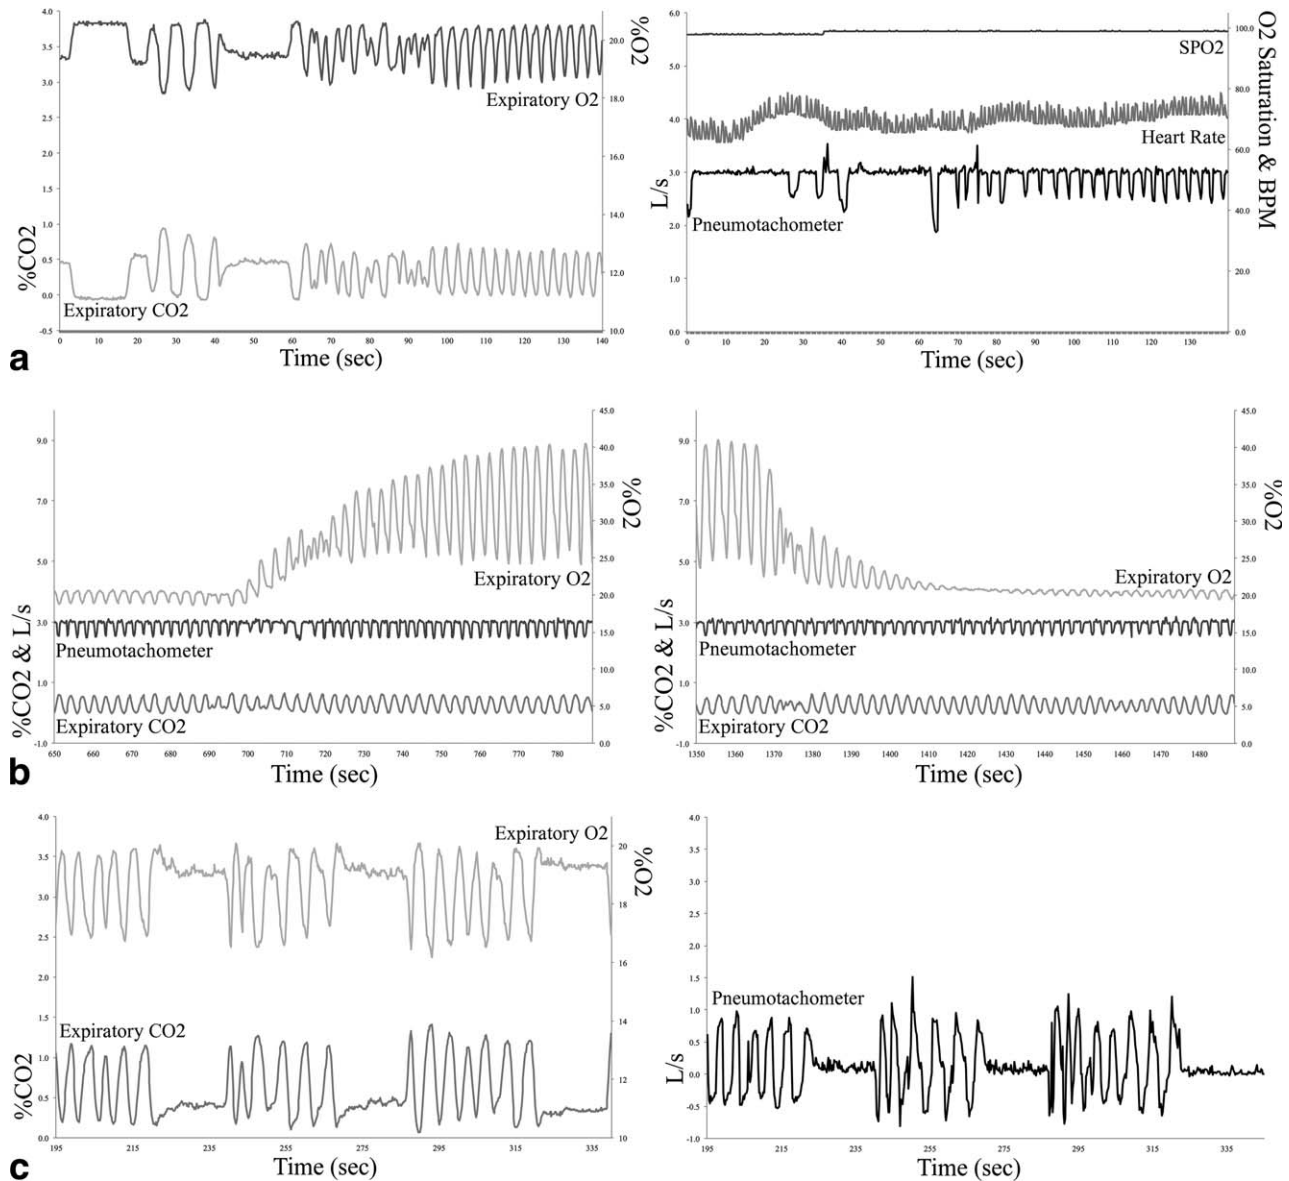 4.0
3.5
3.0
2.5
2.0
1.5
1.0
0.5
0.0
-0.5
%CO2
20.0
18.0
16.0
14.0
12.0
10.0
%O2
Expiratory O2
Expiratory CO2
0 10 20 30 40 50 60 70 80 90 100 110 120 130 140
Time (sec)
6.0
5.0
4.0
3.0
2.0
1.0
0.0
L/s
100.0
80.0
60.0
40.0
20.0
0.0
O2 Saturation & BPM
SPO2
Heart Rate
Pneumotachometer
0 10 20 30 40 50 60 70 80 90 100 110 120 130
Time (sec)
a
9.0
7.0
5.0
3.0
1.0
-1.0
%CO2 & L/s
45.0
40.0
35.0
30.0
25.0
20.0
15.0
10.0
5.0
0.0
%O2
Expiratory O2
Pneumotachometer
Expiratory CO2
650 660 670 680 690 700 710 720 730 740 750 760 770 780
Time (sec)
9.0
7.0
5.0
3.0
1.0
-1.0
%CO2 & L/s
45.0
40.0
35.0
30.0
25.0
20.0
15.0
10.0
5.0
0.0
%O2
Expiratory O2
Pneumotachometer
Expiratory CO2
1350 1360 1370 1380 1390 1400 1410 1420 1430 1440 1450 1460 1470 1480
Time (sec)
b
4.0
3.5
3.0
2.5
2.0
1.5
1.0
0.5
0.0
%CO2
20
18
16
14
12
10
%O2
Expiratory O2
Expiratory CO2
195 215 235 255 275 295 315 335
Time (sec)
4.0
3.5
3.0
2.5
2.0
1.5
1.0
0.5
0.0
-0.5
-1.0
L/s
Pneumotachometer
195 215 235 255 275 295 315 335
Time (sec)
c